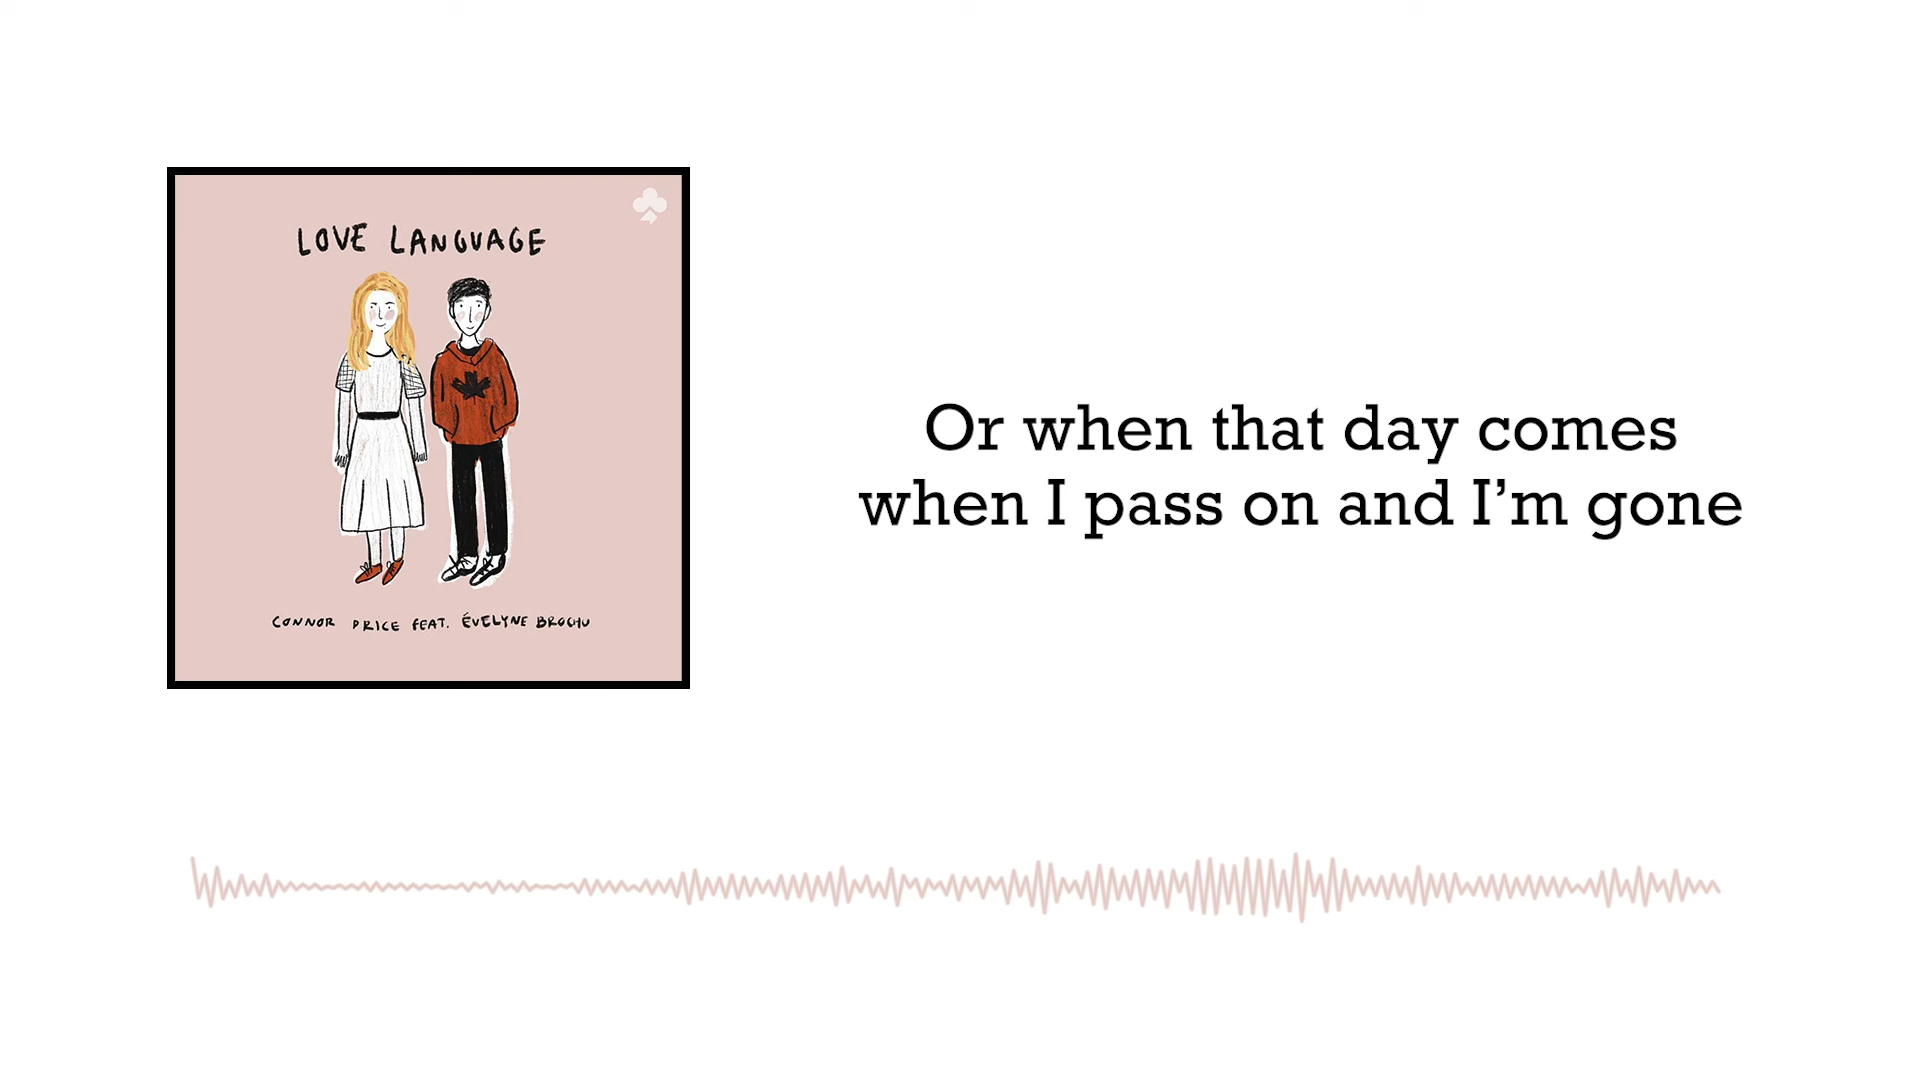 LOVE LANGUAGE
CONNOR PRICE FEAT. ÉVELYNE BROCHU
Or when that day comes
when I pass on and I’m gone